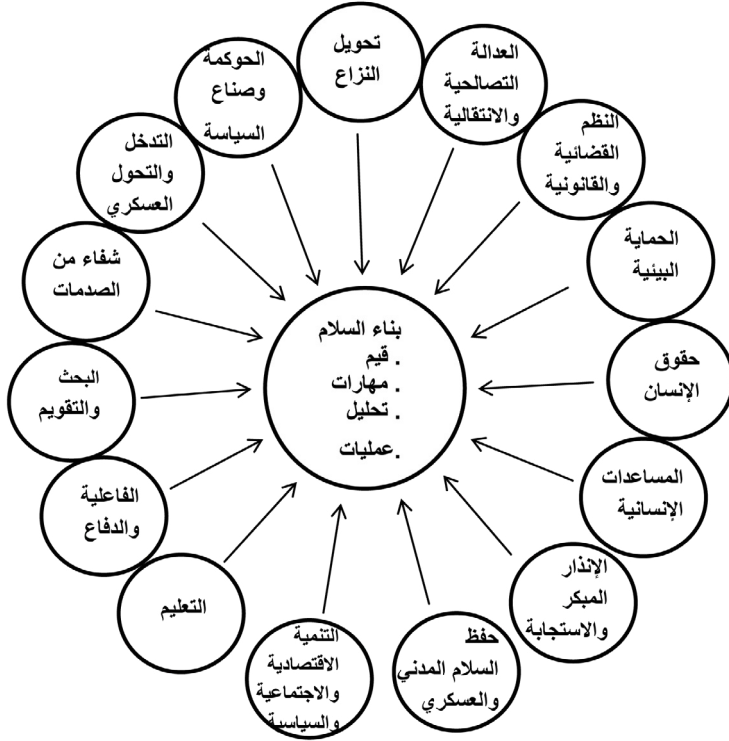 تحويل
النزاع
العدالة
التصالحية
والانتقالية
النظم
القضائية
والقانونية
الحماية
البيئية
حقوق
الإنسان
المساعدات
الإنسانية
الإنذار
المبكر
والاستجابة
حفظ
السلام المدني
والعسكري
التنمية
الاقتصادية
والاجتماعية
والسياسية
التعليم
الفاعلية
والدفاع
البحث
والتقويم
شفاء من
الصدمات
التدخل
والتحول
العسكري
الحوكمة
وصناع
السياسة
بناء السلام
. قيم
. مهارات
. تحليل
.عمليات